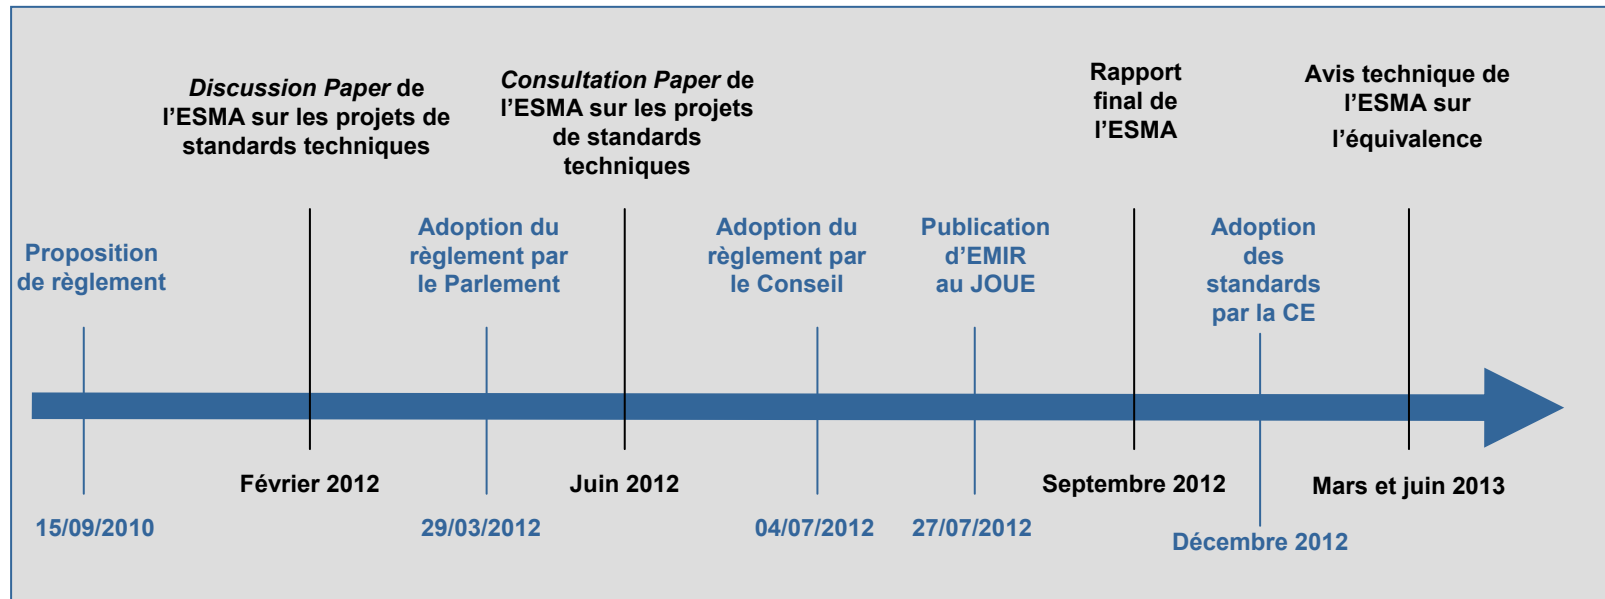 Discussion Paper de
l’ESMA sur les projets de
standards techniques
Consultation Paper de
l’ESMA sur les projets
de standards
techniques
Rapport
final de
l’ESMA
Avis technique de
l’ESMA sur
l’équivalence
Proposition
de règlement
Adoption du
règlement par
le Parlement
Adoption du
règlement par
le Conseil
Publication
d’EMIR
au JOUE
Adoption
des
standards
par la CE
Février 2012
Juin 2012
Septembre 2012
Mars et juin 2013
15/09/2010
29/03/2012
04/07/2012
27/07/2012
Décembre 2012